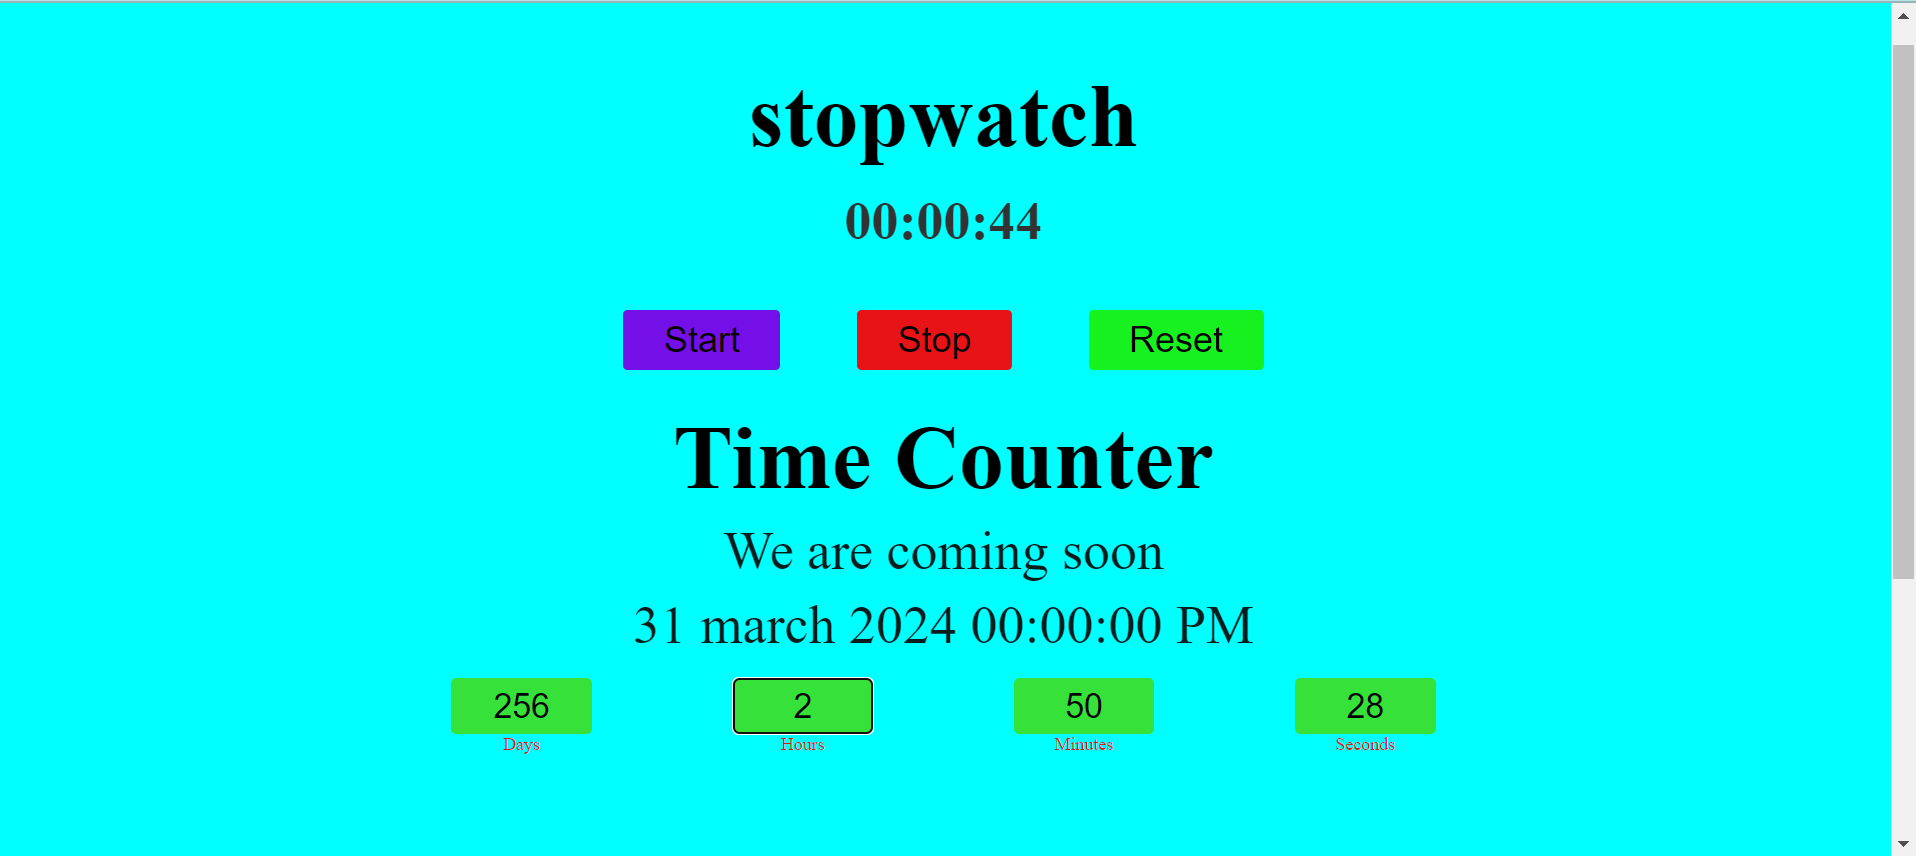 stopwatch
00:00:44
Start Stop Reset
Time Counter
We are coming soon
31 march 2024 00:00:00 PM
256 2 50 28
Days Hours Minutes Seconds